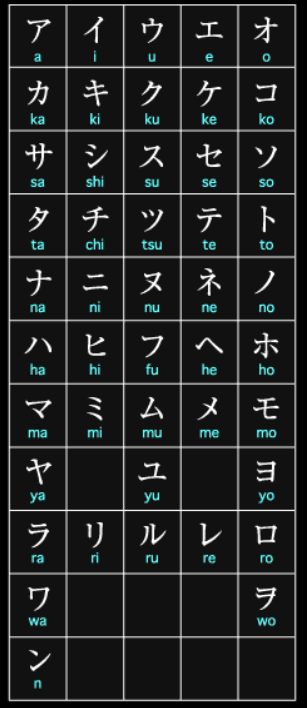 ア イ ウ エ オ
a i u e o
カ キ ク ケ コ
ka ki ku ke ko
サ シ ス セ ソ
sa shi su se so
タ チ ツ テ ト
ta chi tsu te to
ナ ニ ヌ ネ ノ
na ni nu ne no
ハ ヒ フ ヘ ホ
ha hi fu he ho
マ ミ ム メ モ
ma mi mu me mo
ヤ ユ ヨ
ya yu yo
ラ リ ル レ ロ
ra ri ru re ro
ワ ヲ
wa wo
ン
n